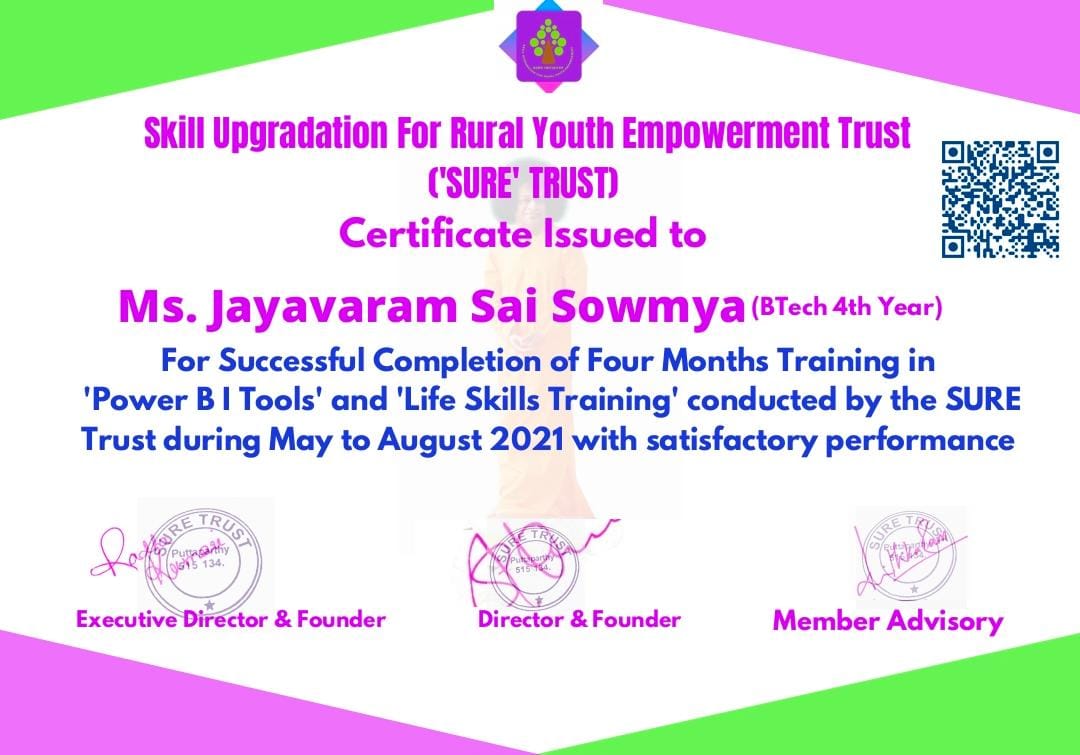 Skill Upgradation For Rural Youth Empowerment Trust
('SURE' TRUST)
Certificate Issued to
Ms. Jayavaram Sai Sowmya (BTech 4th Year)
For Successful Completion of Four Months Training in
'Power B I Tools' and 'Life Skills Training' conducted by the SURE
Trust during May to August 2021 with satisfactory performance
SURE TRUST
Puttaparthy
515 134.
SURE TRUST
Puttaparthy
515 134.
SURE TRUST
Puttaparthy
515 134
Executive Director & Founder
Director & Founder
Member Advisory